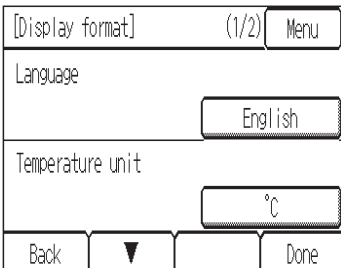 [Display format] (1/2) Menu
Language
English
Temperature unit
°C
Back ▼ Done